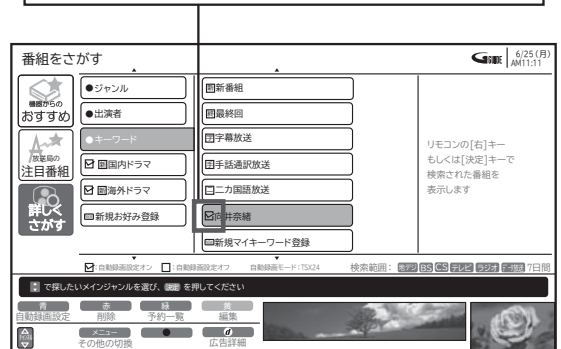 番組をさがす
G-GUIDE 6/25(月)
AM11:11
機器からの
おすすめ
放送局の
注目番組
詳しく
さがす
●ジャンル
●出演者
●キーワード
国内ドラマ
海外ドラマ
新規お好み登録
新番組
最終回
字幕放送
手話通訳放送
二カ国語放送
向井奈緒
新規マイキーワード登録
リモコンの[右]キー
もしくは[決定]キーで
検索された番組を
表示します
:自動録画設定オン :自動録画設定オフ 自動録画モード:TSX24 検索範囲: 地デジ BS CS テレビ ラジオ データ放送 7日間
で探したいメインジャンルを選び、 を押してください
青 赤 緑 黄
自動録画設定 削除 予約一覧 編集
メニュー d
その他の切換 広告詳細